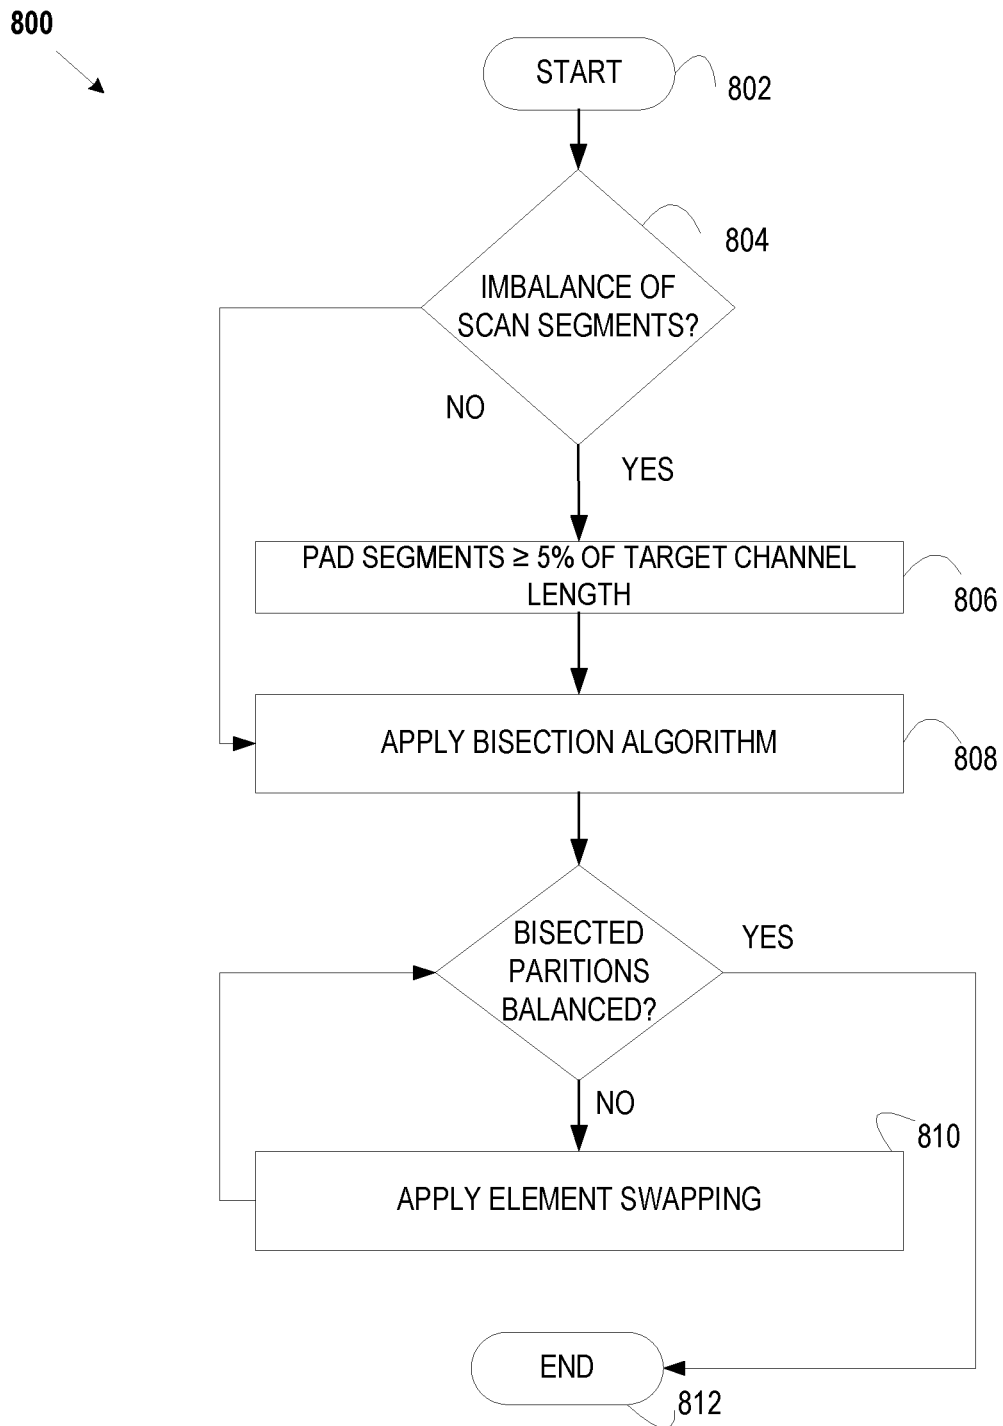 800
START
802
804
IMBALANCE OF
SCAN SEGMENTS?
NO
YES
PAD SEGMENTS ≥ 5% OF TARGET CHANNEL
LENGTH
806
APPLY BISECTION ALGORITHM
808
BISECTED
PARITIONS
BALANCED?
YES
NO
810
APPLY ELEMENT SWAPPING
END
812